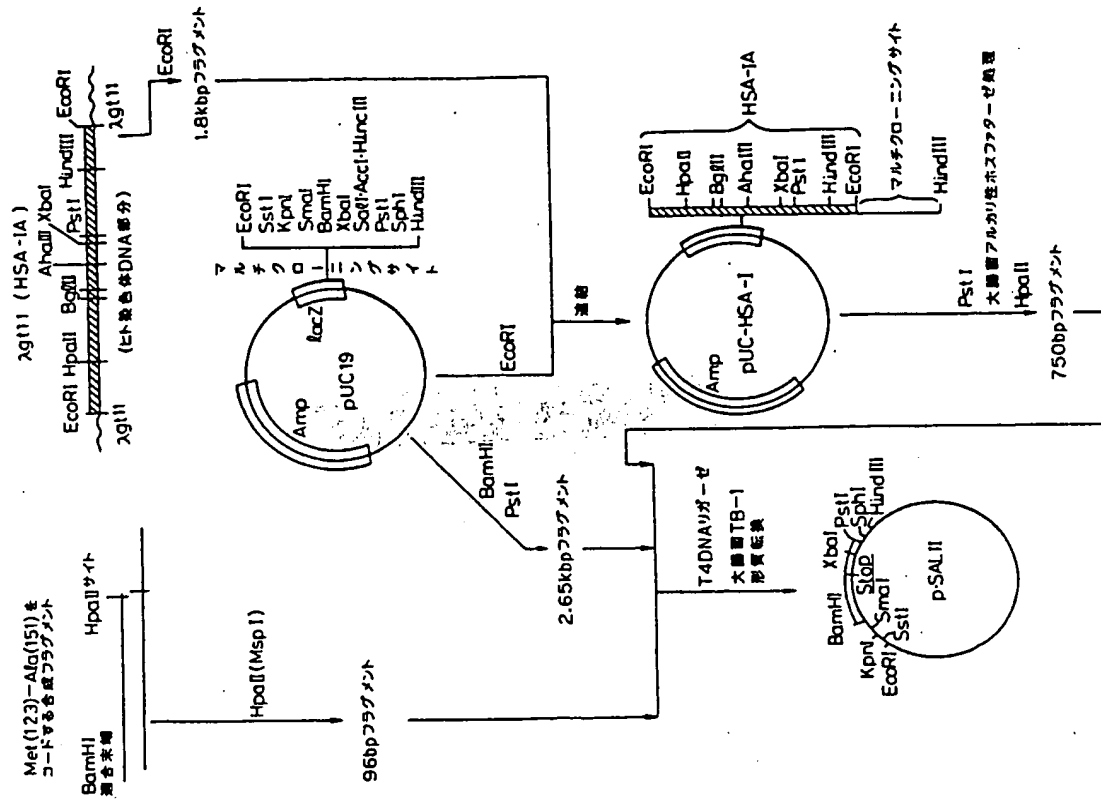 λgt11 (HSA-IA)
EcoRI HpaII BglII AhaIII XbaI PstI HindIII EcoRI
λgt11
(ヒト染色体DNA部分)
λgt11
EcoRI
1.8kbpフラグメント
Met(123)-Ala(151)を
コードする合成フラグメント
BamHI
適合末端
HpaIIサイト
HpaII(MspI)
96bpフラグメント
Amp
pUC19
lacZ
マルチクローニングサイト
EcoRI
SstI
KpnI
SmaI
BamHI
XbaI
SalI・AccI・HincII
PstI
SphI
HindIII
EcoRI
BamHI
PstI
2.65kbpフラグメント
連結
Amp
pUC-HSA-I
EcoRI
HpaII
BglII
AhaIII
XbaI
PstI
HindIII
EcoRI
HindIII
HSA-IA
マルチクローニングサイト
PstI
大腸菌アルカリ性ホスファターゼ処理
HpaII
750bpフラグメント
T4DNAリガーゼ
大腸菌TB-1
形質転換
BamHI
KpnI
EcoRI
SstI
SmaI
Stop
XbaI
PstI
SphI
HindIII
p・SALII